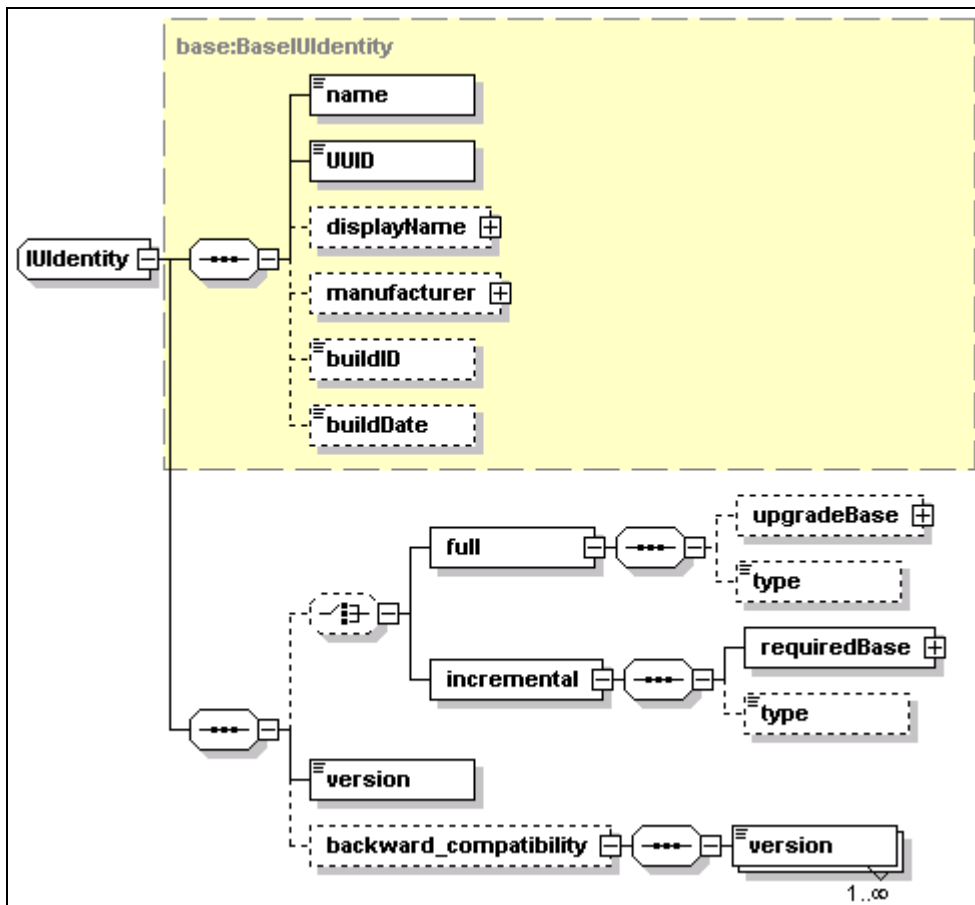 base:BaseIUIdentity
name
UUID
displayName
IUIdentity
manufacturer
buildID
buildDate
upgradeBase
full
type
requiredBase
incremental
type
version
backward_compatibility
version
1..∞